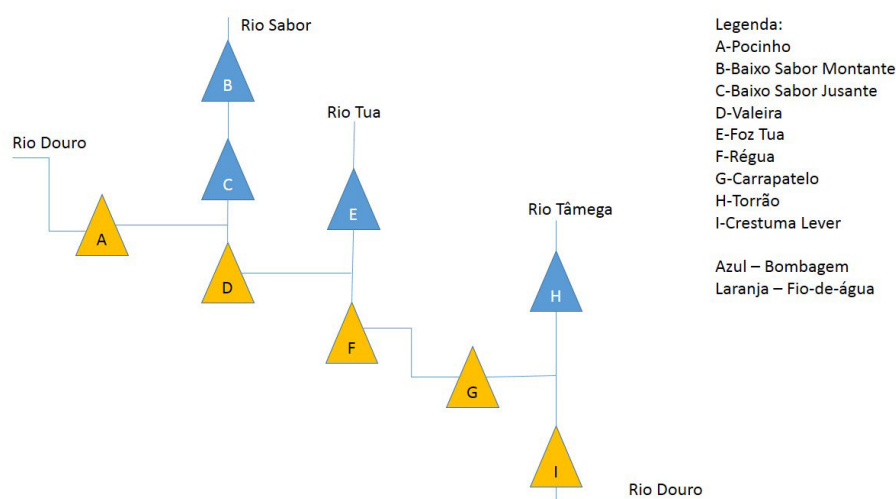 Rio Sabor
Legenda:
A-Pocinho
B-Baixo Sabor Montante
C-Baixo Sabor Jusante
D-Valeira
E-Foz Tua
F-Régua
G-Carrapatelo
H-Torrão
I-Crestuma Lever
Azul – Bombagem
Laranja – Fio-de-água
B
Rio Tua
Rio Douro
C
E
Rio Tâmega
A
D
H
F
G
I
Rio Douro